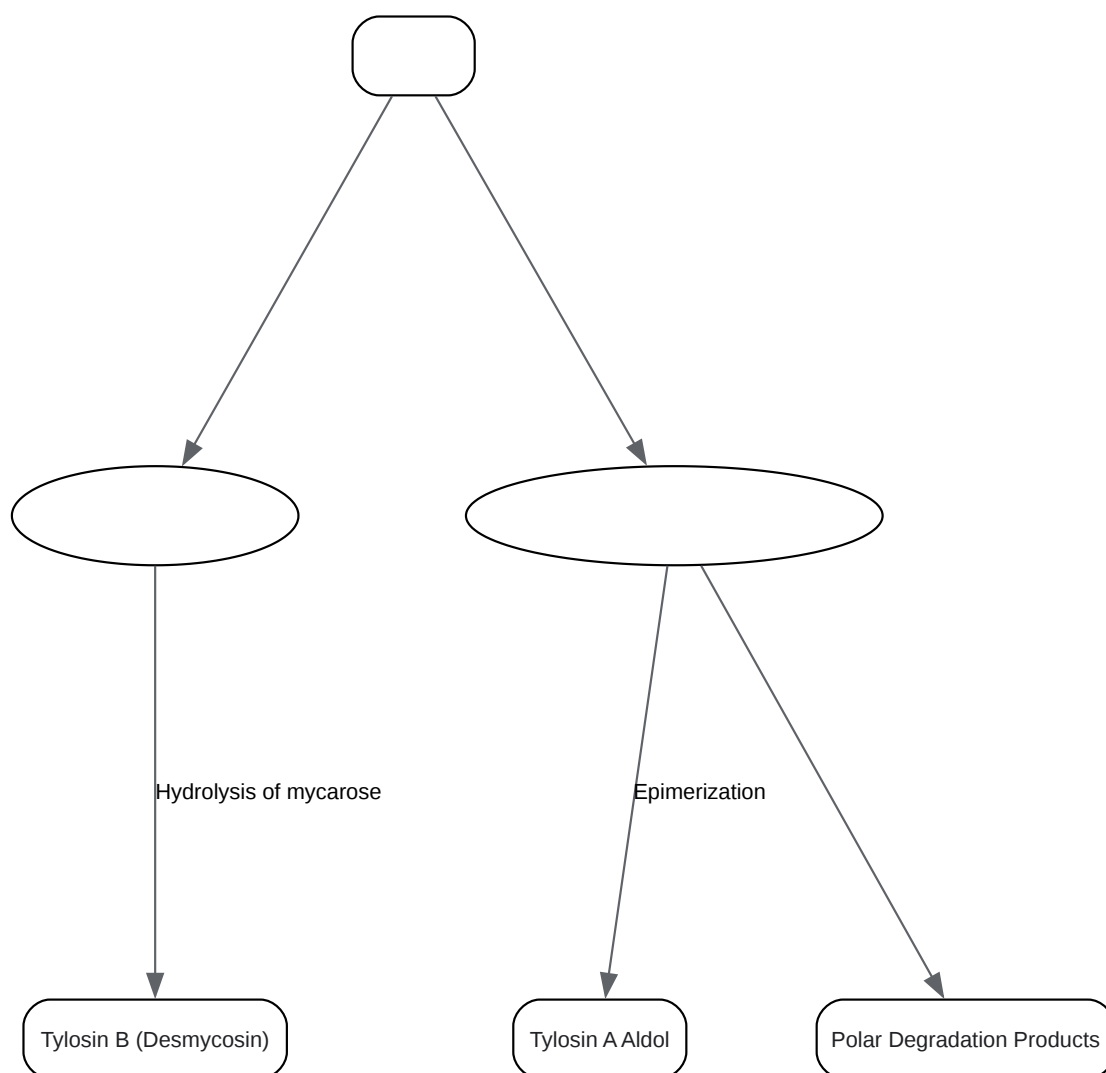 Hydrolysis of mycarose
Epimerization
Tylosin B (Desmycosin)
Tylosin A Aldol
Polar Degradation Products